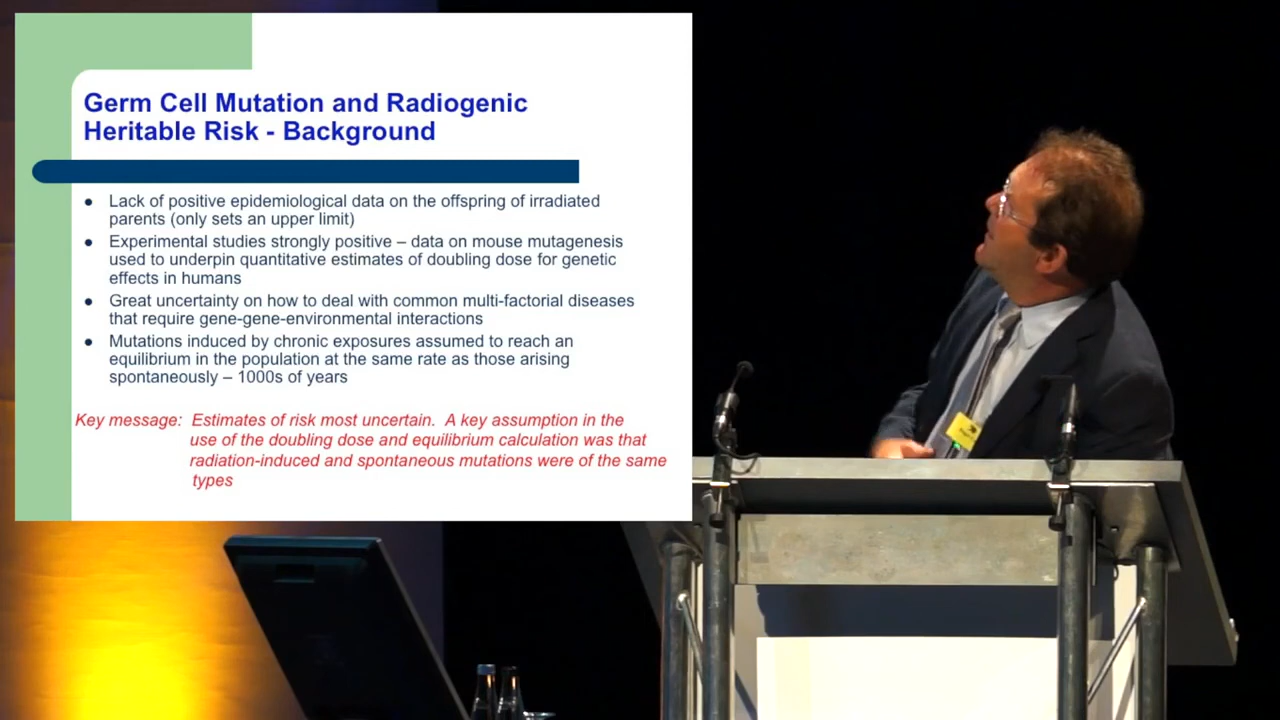 Germ Cell Mutation and Radiogenic
Heritable Risk - Background
● Lack of positive epidemiological data on the offspring of irradiated
parents (only sets an upper limit)
● Experimental studies strongly positive – data on mouse mutagenesis
used to underpin quantitative estimates of doubling dose for genetic
effects in humans
● Great uncertainty on how to deal with common multi-factorial diseases
that require gene-gene-environmental interactions
● Mutations induced by chronic exposures assumed to reach an
equilibrium in the population at the same rate as those arising
spontaneously – 1000s of years
Key message: Estimates of risk most uncertain. A key assumption in the
use of the doubling dose and equilibrium calculation was that
radiation-induced and spontaneous mutations were of the same
types